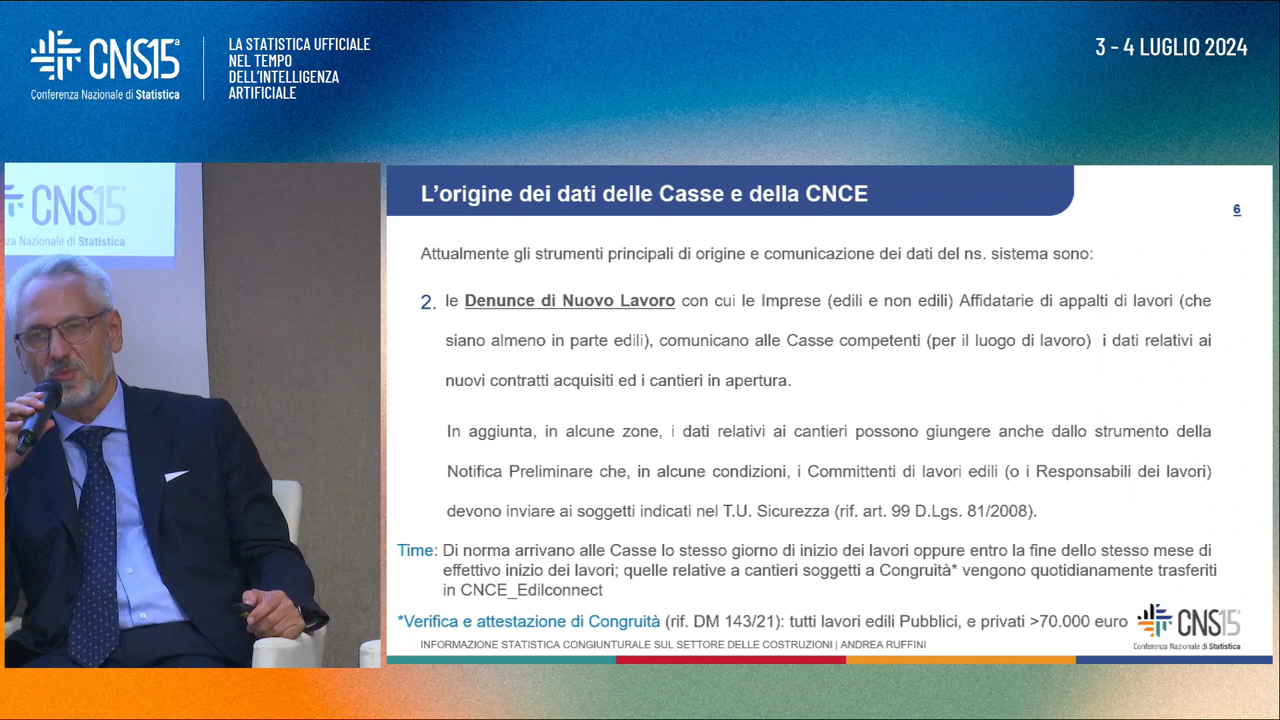 CNS15ª
Conferenza Nazionale di Statistica
LA STATISTICA UFFICIALE
NEL TEMPO
DELL'INTELLIGENZA
ARTIFICIALE
3 - 4 LUGLIO 2024
CNS15ª
za Nazionale di Statistica
L'origine dei dati delle Casse e della CNCE
6
Attualmente gli strumenti principali di origine e comunicazione dei dati del ns. sistema sono:
2. le Denunce di Nuovo Lavoro con cui le Imprese (edili e non edili) Affidatarie di appalti di lavori (che
siano almeno in parte edili), comunicano alle Casse competenti (per il luogo di lavoro) i dati relativi ai
nuovi contratti acquisiti ed i cantieri in apertura.
In aggiunta, in alcune zone, i dati relativi ai cantieri possono giungere anche dallo strumento della
Notifica Preliminare che, in alcune condizioni, i Committenti di lavori edili (o i Responsabili dei lavori)
devono inviare ai soggetti indicati nel T.U. Sicurezza (rif. art. 99 D.Lgs. 81/2008).
Time: Di norma arrivano alle Casse lo stesso giorno di inizio dei lavori oppure entro la fine dello stesso mese di
effettivo inizio dei lavori; quelle relative a cantieri soggetti a Congruità* vengono quotidianamente trasferiti
in CNCE_Edilconnect
*Verifica e attestazione di Congruità (rif. DM 143/21): tutti lavori edili Pubblici, e privati >70.000 euro
CNS15ª
Conferenza Nazionale di Statistica
INFORMAZIONE STATISTICA CONGIUNTURALE SUL SETTORE DELLE COSTRUZIONI | ANDREA RUFFINI